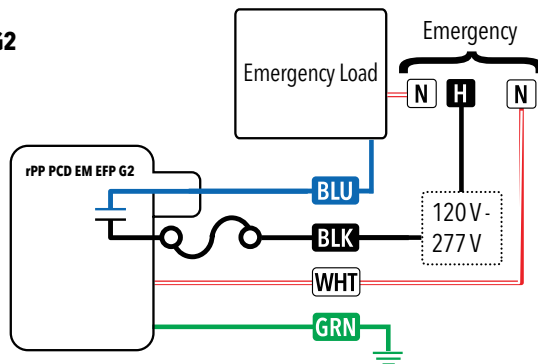 G2
Emergency
Emergency Load
N
H
N
rPP PCD EM EFP G2
BLU
120 V -
277 V
BLK
WHT
GRN